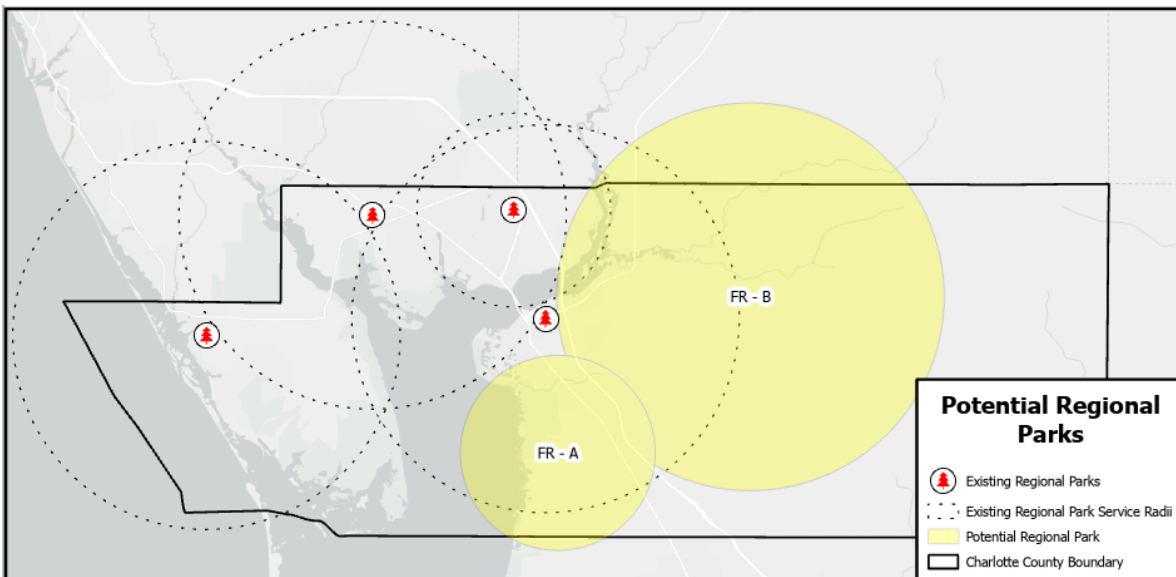 FR - B
FR - A
Potential Regional
Parks
Existing Regional Parks
Existing Regional Park Service Radii
Potential Regional Park
Charlotte County Boundary